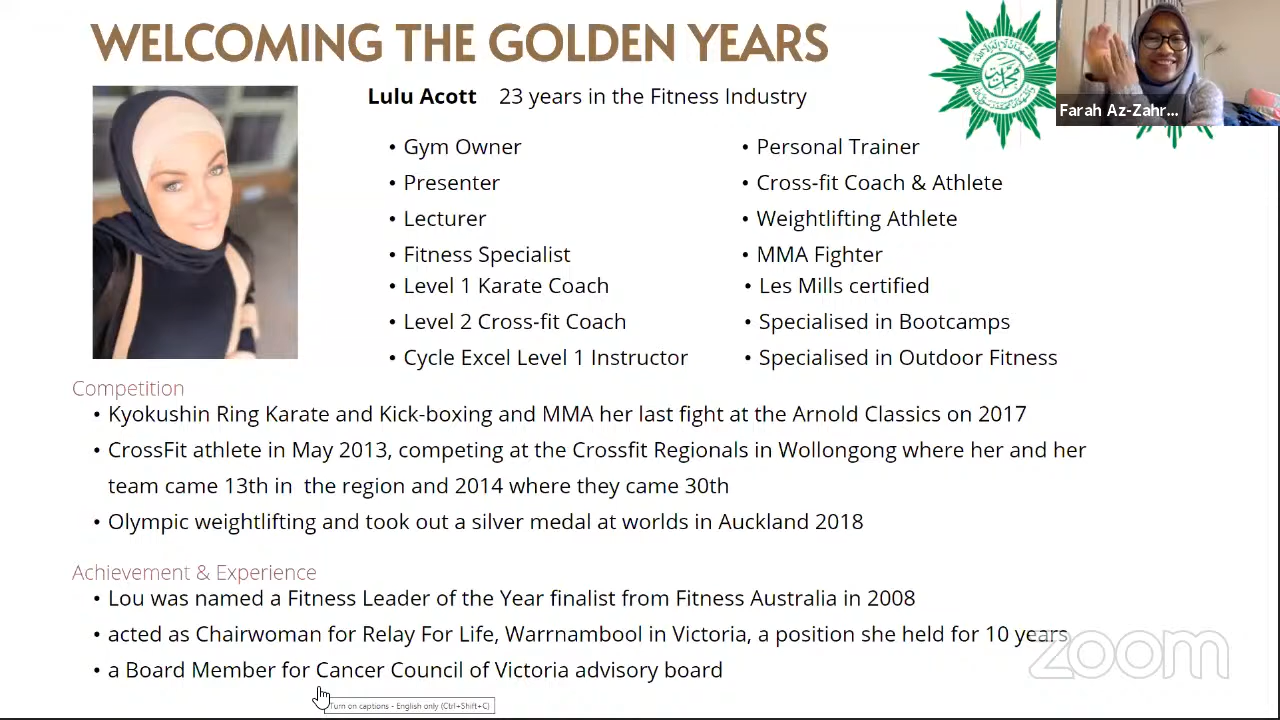 WELCOMING THE GOLDEN YEARS
Lulu Acott 23 years in the Fitness Industry
• Gym Owner
• Presenter
• Lecturer
• Fitness Specialist
• Level 1 Karate Coach
• Level 2 Cross-fit Coach
• Cycle Excel Level 1 Instructor
• Personal Trainer
• Cross-fit Coach & Athlete
• Weightlifting Athlete
• MMA Fighter
• Les Mills certified
• Specialised in Bootcamps
• Specialised in Outdoor Fitness
Farah Az-Zahr...
Competition
• Kyokushin Ring Karate and Kick-boxing and MMA her last fight at the Arnold Classics on 2017
• CrossFit athlete in May 2013, competing at the Crossfit Regionals in Wollongong where her and her
team came 13th in the region and 2014 where they came 30th
• Olympic weightlifting and took out a silver medal at worlds in Auckland 2018
Achievement & Experience
• Lou was named a Fitness Leader of the Year finalist from Fitness Australia in 2008
• acted as Chairwoman for Relay For Life, Warrnambool in Victoria, a position she held for 10 years
• a Board Member for Cancer Council of Victoria advisory board
zoom
Turn on captions - English only (Ctrl+Shift+C)